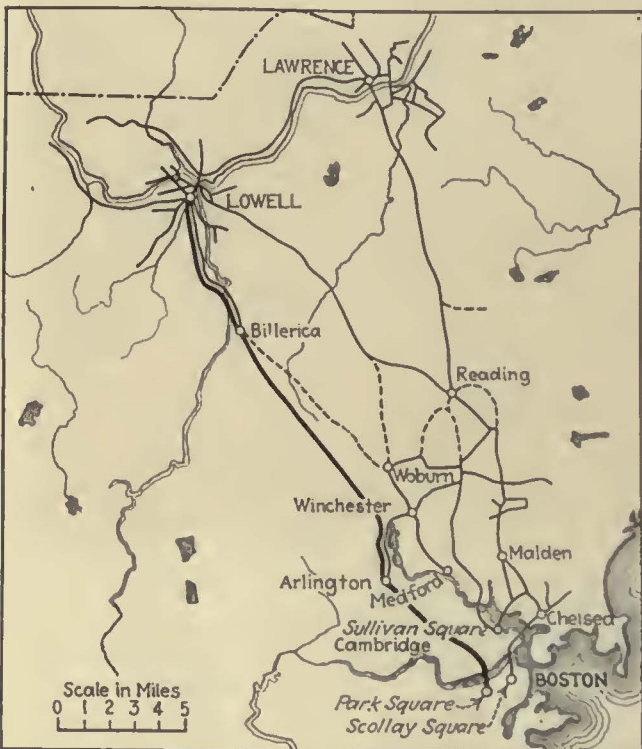 LAWRENCE
LOWELL
Billerica
Reading
Woburn
Winchester
Malden
Arlington
Medford
Chelsea
Sullivan Square
Cambridge
Scale in Miles
0 1 2 3 4 5
BOSTON
Park Square
Scollay Square